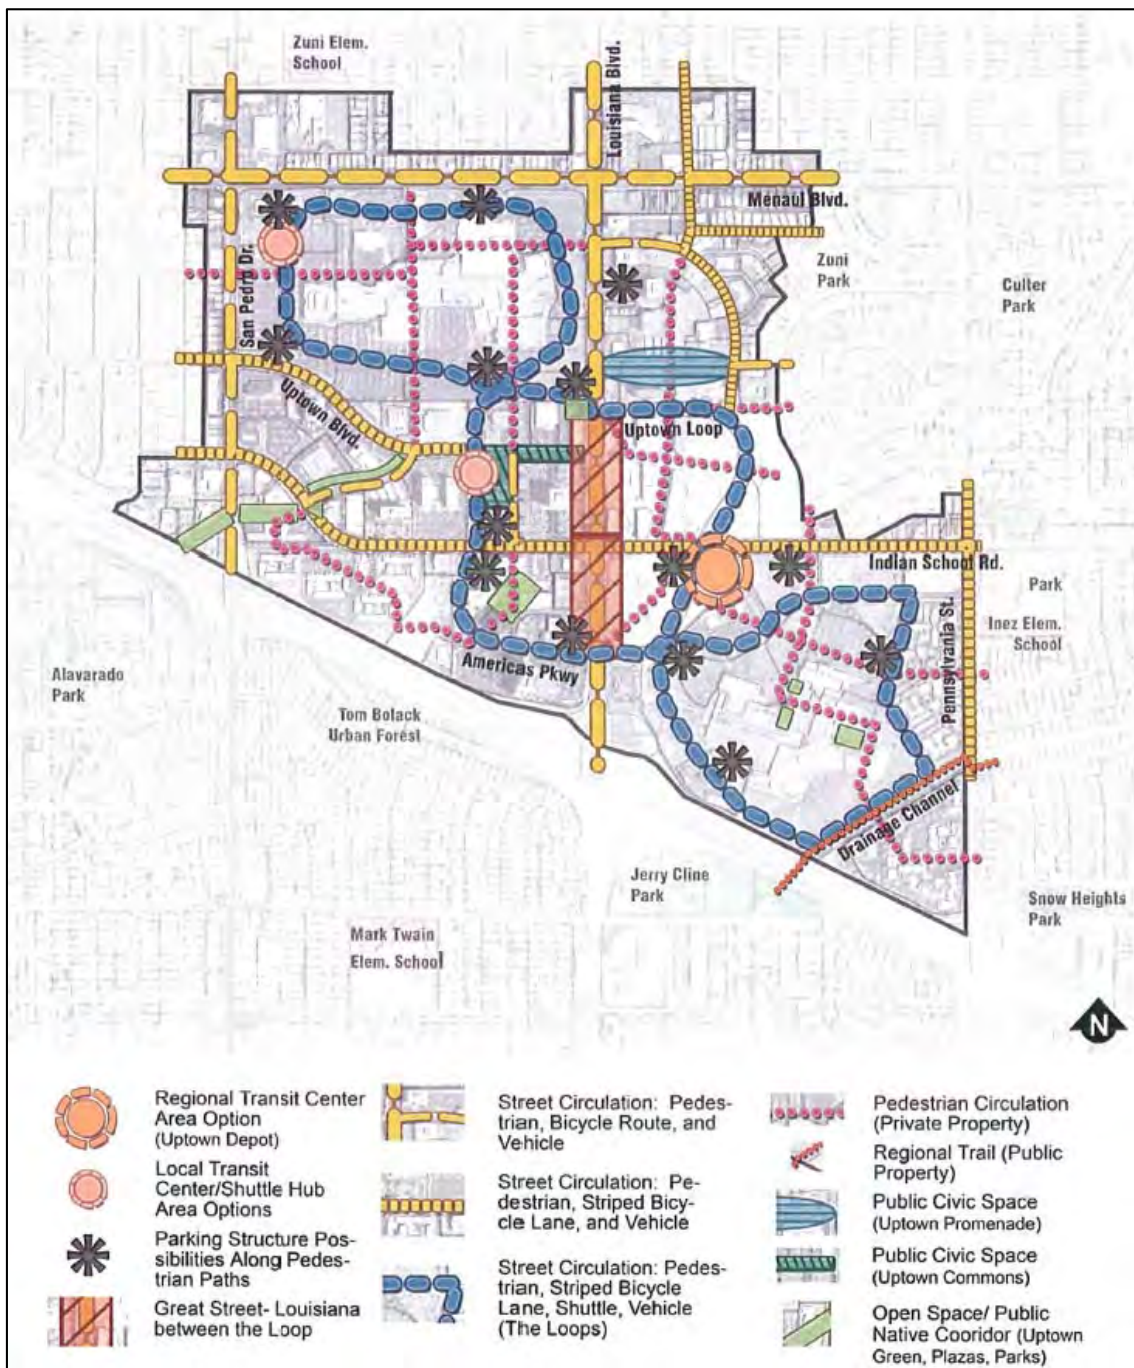 Zuni Elem.
School
Louisiana Blvd.
Menaul Blvd.
San Pedro Dr.
Zuni
Park
Culter
Park
Uptown Blvd.
Uptown Loop
Indian School Rd.
Park
Inez Elem.
School
Pennsylvania St.
Americas Pkwy
Alavarado
Park
Tom Bolack
Urban Forest
Drainage Channel
Jerry Cline
Park
Snow Heights
Park
Mark Twain
Elem. School
N
Regional Transit Center
Area Option
(Uptown Depot)
Local Transit
Center/Shuttle Hub
Area Options
Parking Structure Pos-
sibilities Along Pedes-
trian Paths
Great Street- Louisiana
between the Loop
Street Circulation: Pedes-
trian, Bicycle Route, and
Vehicle
Street Circulation: Pe-
destrian, Striped Bicy-
cle Lane, and Vehicle
Street Circulation: Pedes-
trian, Striped Bicycle
Lane, Shuttle, Vehicle
(The Loops)
Pedestrian Circulation
(Private Property)
Regional Trail (Public
Property)
Public Civic Space
(Uptown Promenade)
Public Civic Space
(Uptown Commons)
Open Space/ Public
Native Cooridor (Uptown
Green, Plazas, Parks)